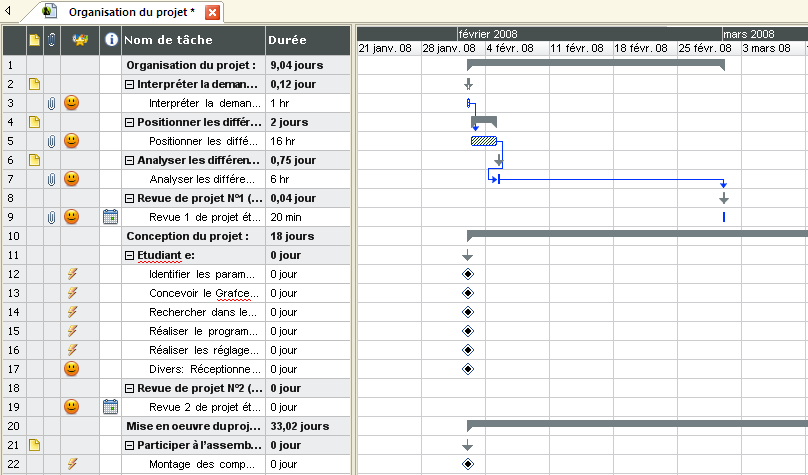 Organisation du projet *
Nom de tâche Durée
février 2008 mars 2008
21 janv. 08 28 janv. 08 4 févr. 08 11 févr. 08 18 févr. 08 25 févr. 08 3 mars 08
1 Organisation du projet : 9,04 jours
2 Interpréter la deman... 0,12 jour
3 Interpréter la deman... 1 hr
4 Positionner les différ... 2 jours
5 Positionner les diffé... 16 hr
6 Analyser les différen... 0,75 jour
7 Analyser les différe... 6 hr
8 Revue de projet N°1 (... 0,04 jour
9 Revue 1 de projet ét... 20 min
10 Conception du projet : 18 jours
11 Etudiant e: 0 jour
12 Identifier les param... 0 jour
13 Concevoir le Grafce... 0 jour
14 Rechercher dans le... 0 jour
15 Réaliser le program... 0 jour
16 Réaliser les réglage... 0 jour
17 Divers: Réceptionne... 0 jour
18 Revue de projet N°2 (... 0 jour
19 Revue 2 de projet ét... 0 jour
20 Mise en oeuvre du proj... 33,02 jours
21 Participer à l'assemb... 0 jour
22 Montage des comp... 0 jour